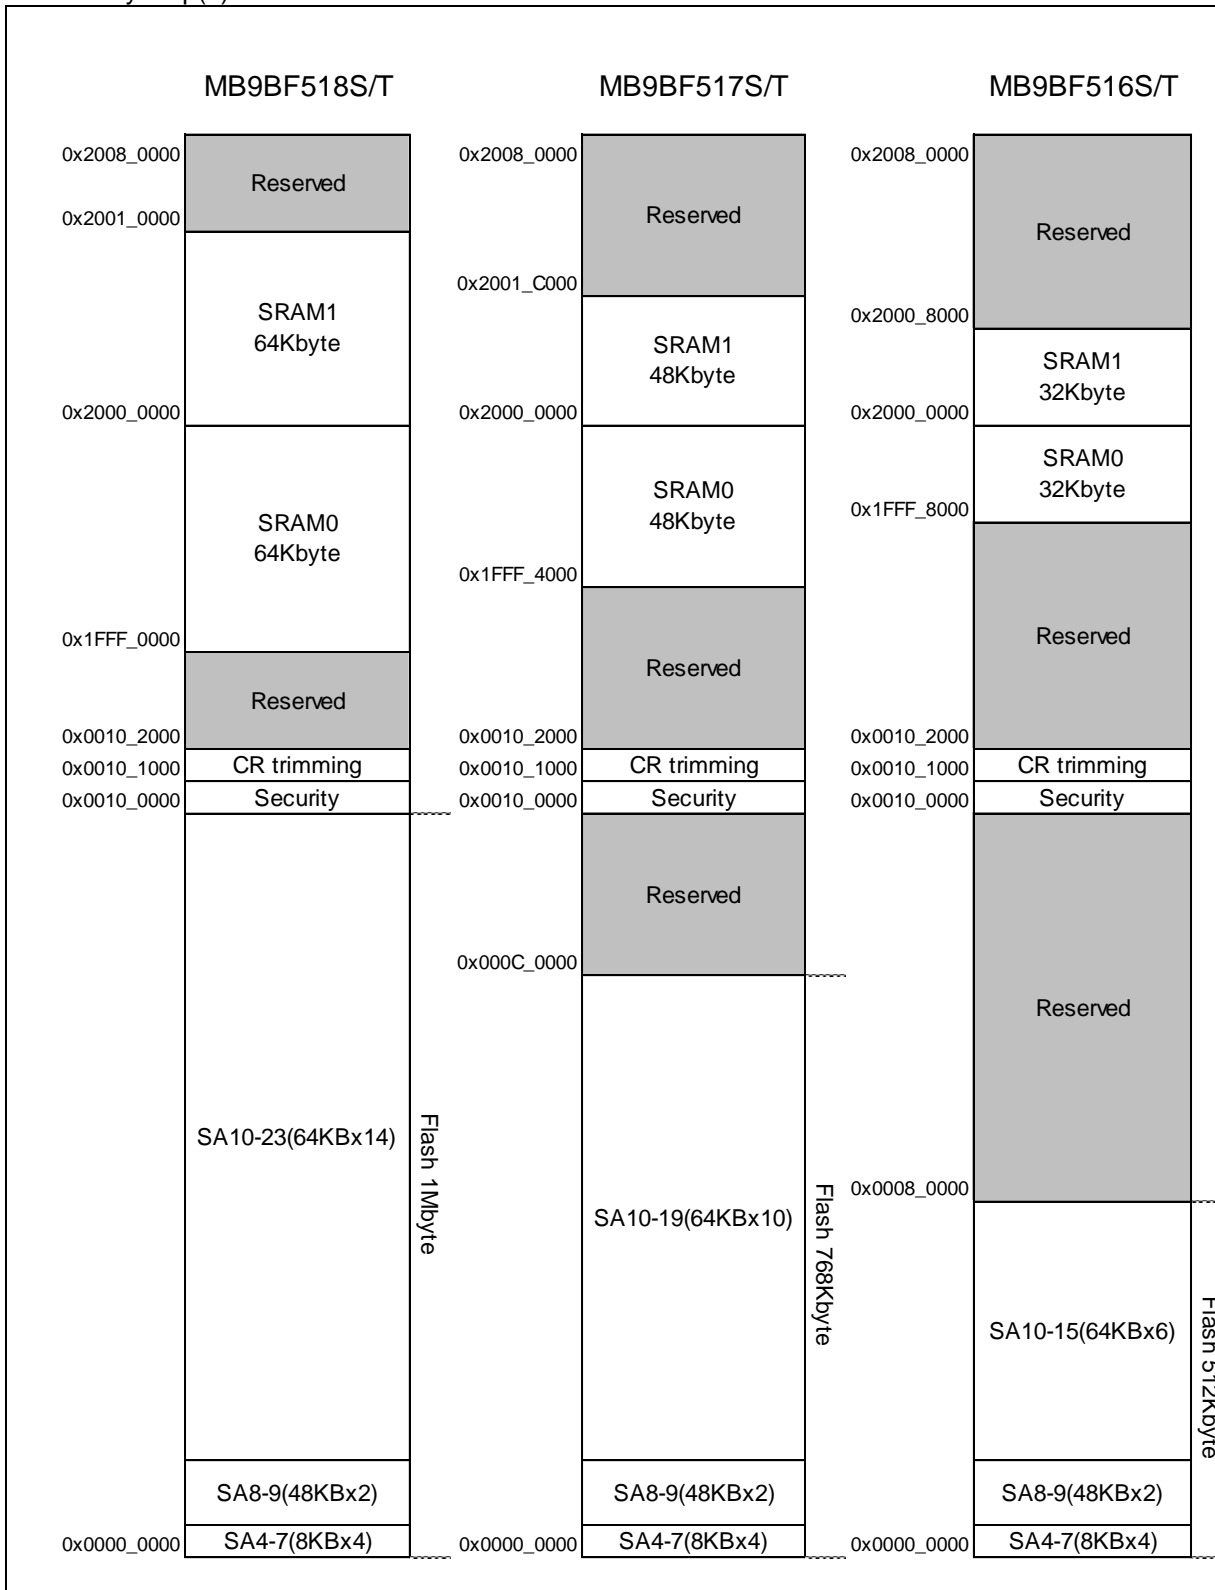 MB9BF518S/T
0x2008_0000
Reserved
0x2001_0000
SRAM1
64Kbyte
0x2000_0000
SRAM0
64Kbyte
0x1FFF_0000
Reserved
0x0010_2000
CR trimming
0x0010_1000
Security
0x0010_0000
SA10-23(64KBx14)
Flash 1Mbyte
SA8-9(48KBx2)
SA4-7(8KBx4)
0x0000_0000
MB9BF517S/T
0x2008_0000
Reserved
0x2001_C000
SRAM1
48Kbyte
0x2000_0000
SRAM0
48Kbyte
0x1FFF_4000
Reserved
0x0010_2000
CR trimming
0x0010_1000
Security
0x0010_0000
Reserved
0x000C_0000
SA10-19(64KBx10)
Flash 768Kbyte
SA8-9(48KBx2)
SA4-7(8KBx4)
0x0000_0000
MB9BF516S/T
0x2008_0000
Reserved
0x2000_8000
SRAM1
32Kbyte
0x2000_0000
SRAM0
32Kbyte
0x1FFF_8000
Reserved
0x0010_2000
CR trimming
0x0010_1000
Security
0x0010_0000
Reserved
0x0008_0000
SA10-15(64KBx6)
Flash 512Kbyte
SA8-9(48KBx2)
SA4-7(8KBx4)
0x0000_0000